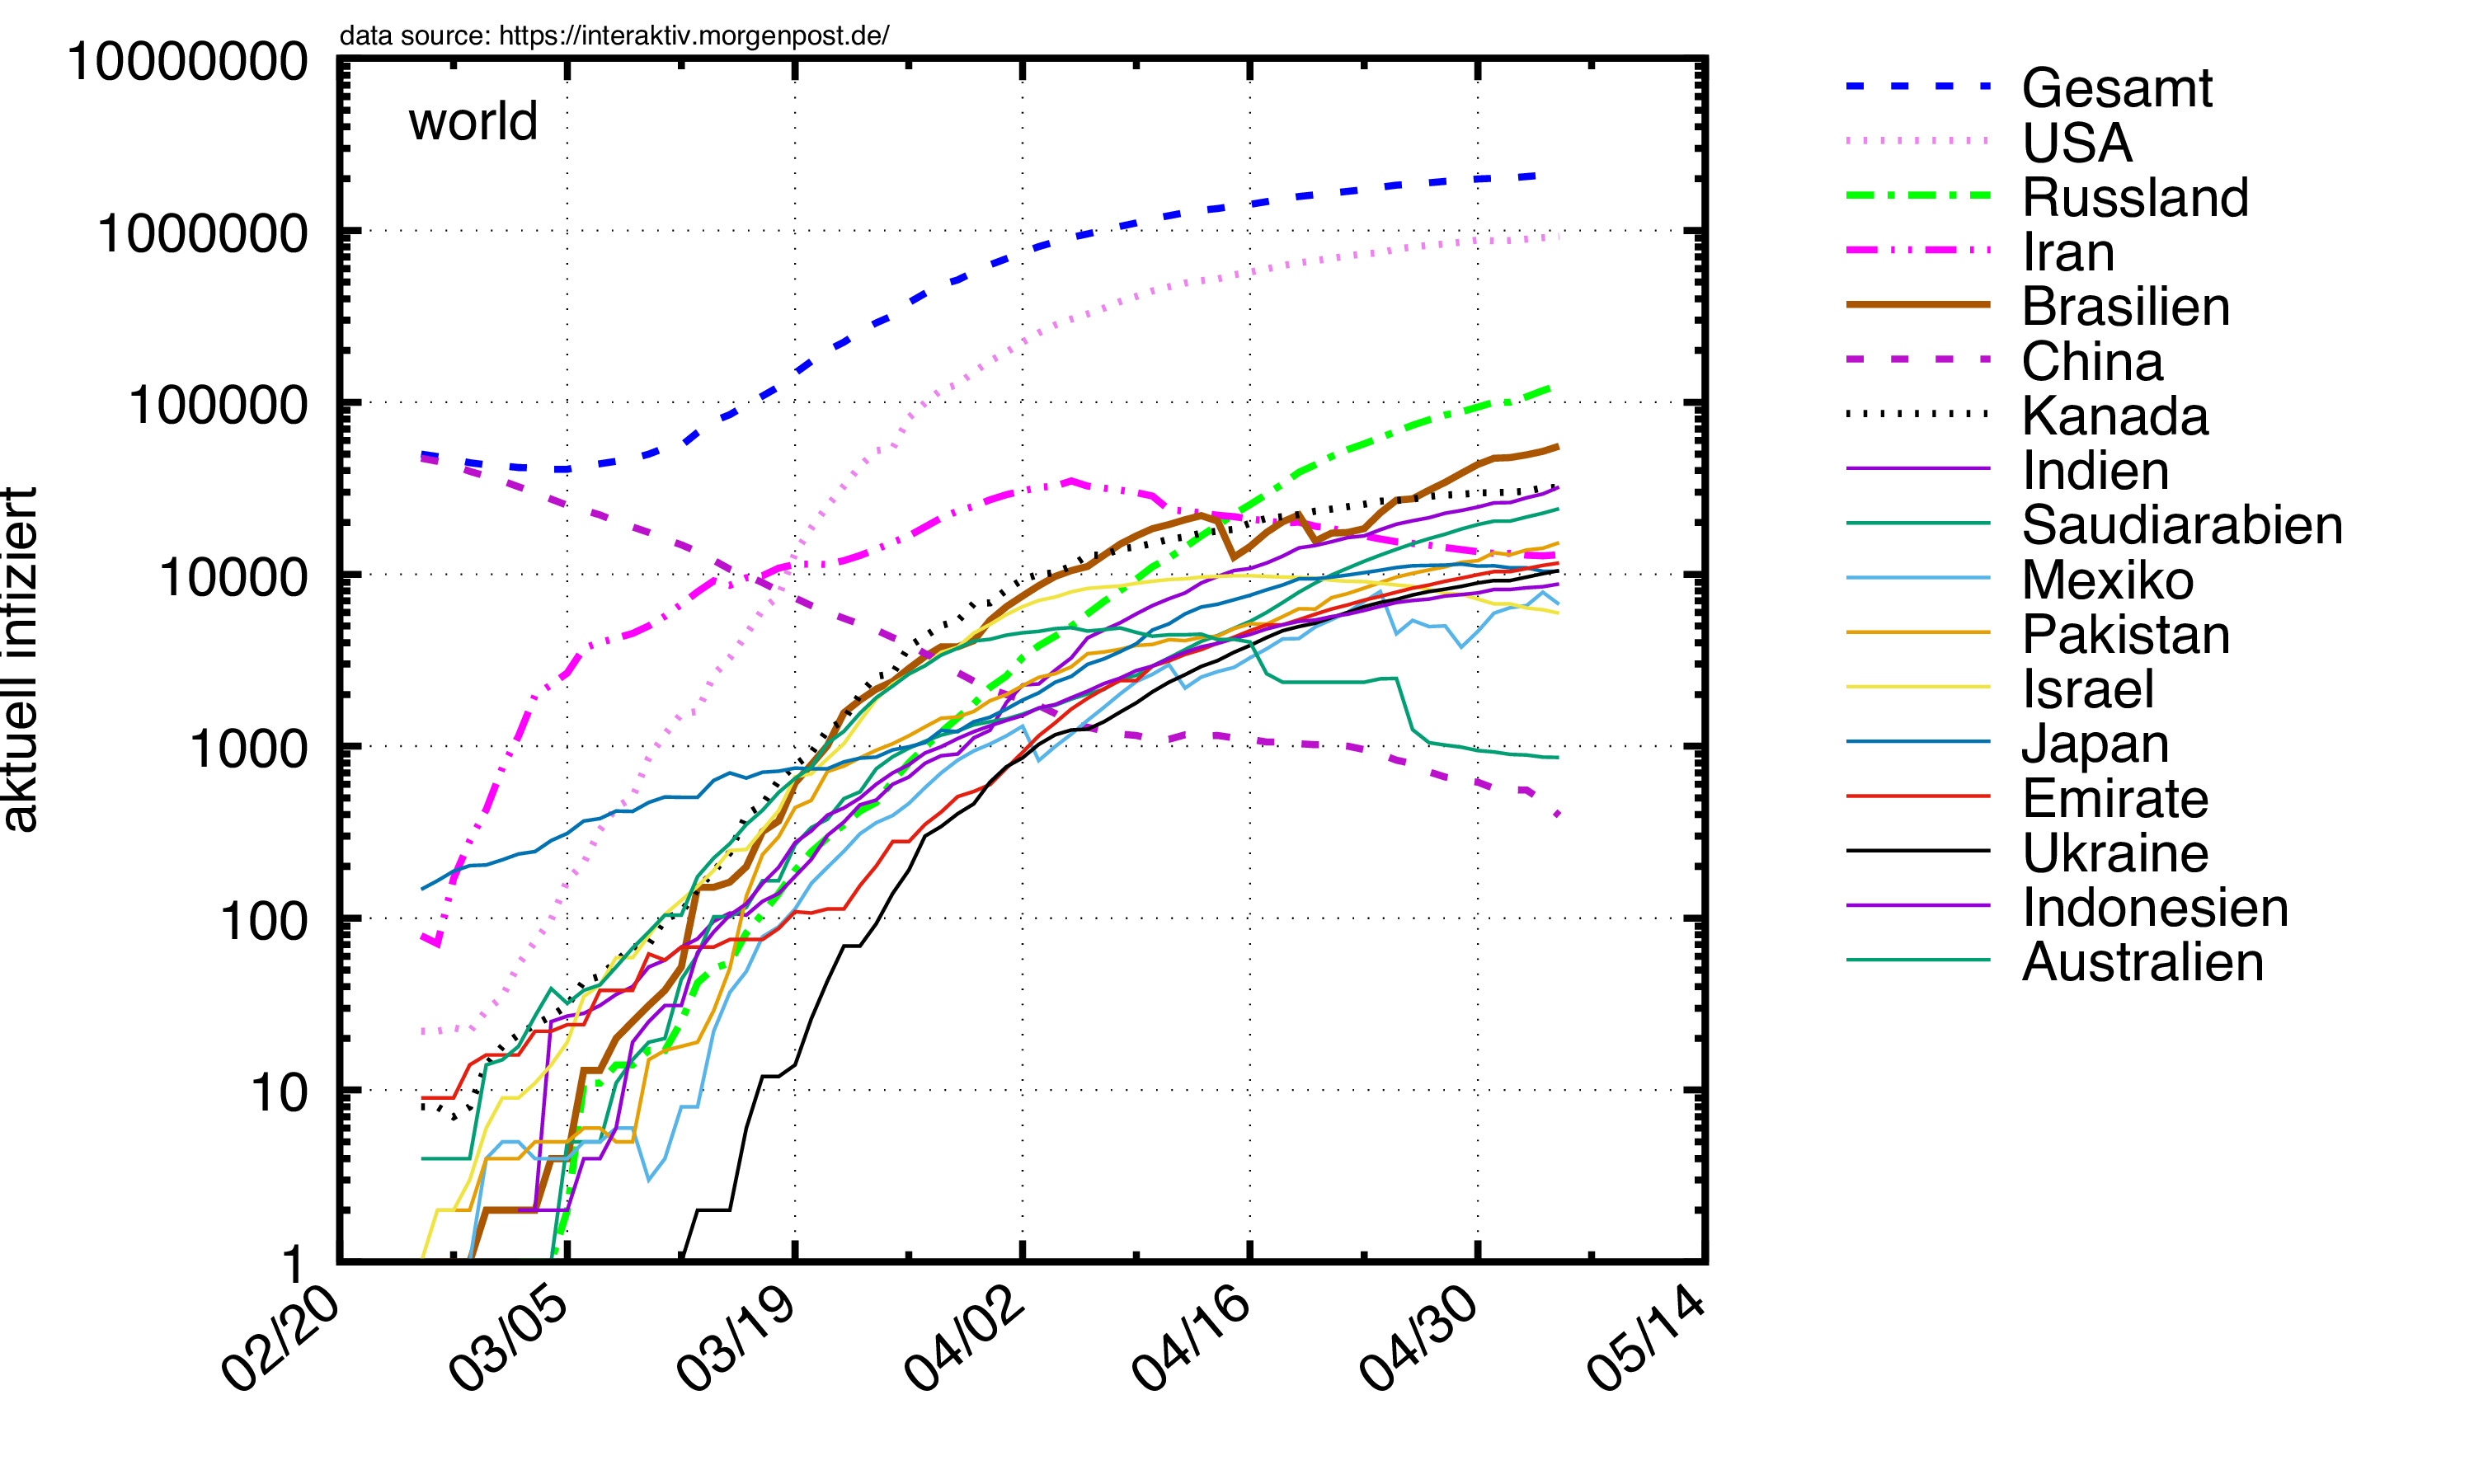 data source: https://interaktiv.morgenpost.de/
10000000
1000000
100000
10000
1000
100
10
1
aktuell infiziert
world
02/20
03/05
03/19
04/02
04/16
04/30
05/14
Gesamt
USA
Russland
Iran
Brasilien
China
Kanada
Indien
Saudiarabien
Mexiko
Pakistan
Israel
Japan
Emirate
Ukraine
Indonesien
Australien